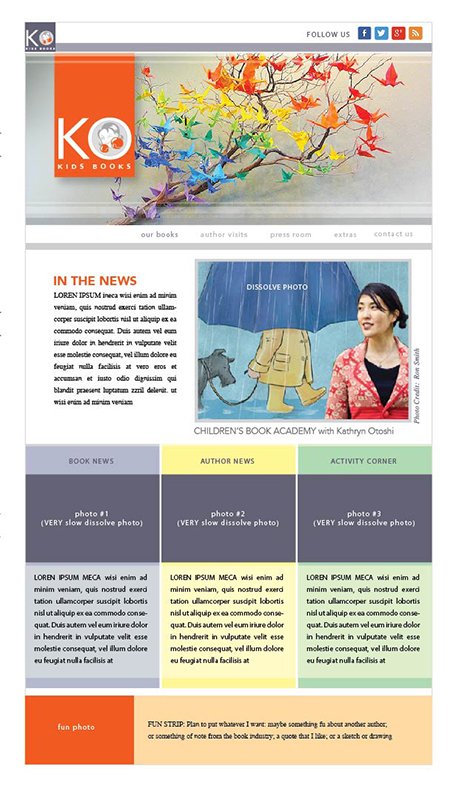 KO
KIDS BOOKS
FOLLOW US
KO
KIDS BOOKS
our books author visits press room extras contact us
IN THE NEWS
LOREN IPSUM ineca wisi enim ad minim
veniam, quis nostrud exerci tation ullam-
corper suscipit lobortis nisl ut aliquip ex ea
commodo consequat. Duis autem vel eum
iriure dolor in hendrerit in vulputate velit
esse molestie consequat, vel illum dolore eu
feugiat nulla facilisis at vero eros et
accumsan et iusto odio dignissim qui
blandit praesent luptatum zzril delenit. ut
wisi enim ad minim veniam
DISSOLVE PHOTO
Photo Credit: Ron Smith
CHILDREN'S BOOK ACADEMY with Kathryn Otoshi
BOOK NEWS
photo #1
(VERY slow dissolve photo)
LOREN IPSUM MECA wisi enim ad
minim veniam, quis nostrud exerci
tation ullamcorper suscipit lobortis
nisl ut aliquip ex ea commodo conse-
quat. Duis autem vel eum iriure dolor
in hendrerit in vulputate velit esse
molestie consequat, vel illum dolore
eu feugiat nulla facilisis at
AUTHOR NEWS
photo #2
(VERY slow dissolve photo)
LOREN IPSUM MECA wisi enim ad
minim veniam, quis nostrud exerci
tation ullamcorper suscipit lobortis
nisl ut aliquip ex ea commodo conse-
quat. Duis autem vel eum iriure dolor
in hendrerit in vulputate velit esse
molestie consequat, vel illum dolore
eu feugiat nulla facilisis at
ACTIVITY CORNER
photo #3
(VERY slow dissolve photo)
LOREN IPSUM MECA wisi enim ad
minim veniam, quis nostrud exerci
tation ullamcorper suscipit lobortis
nisl ut aliquip ex ea commodo conse-
quat. Duis autem vel eum iriure dolor
in hendrerit in vulputate velit esse
molestie consequat, vel illum dolore
eu feugiat nulla facilisis at
fun photo
FUN STRIP: Plan to put whatever I want: maybe something fu about another author;
or something of note from the book industry; a quote that I like; or a sketch or drawing